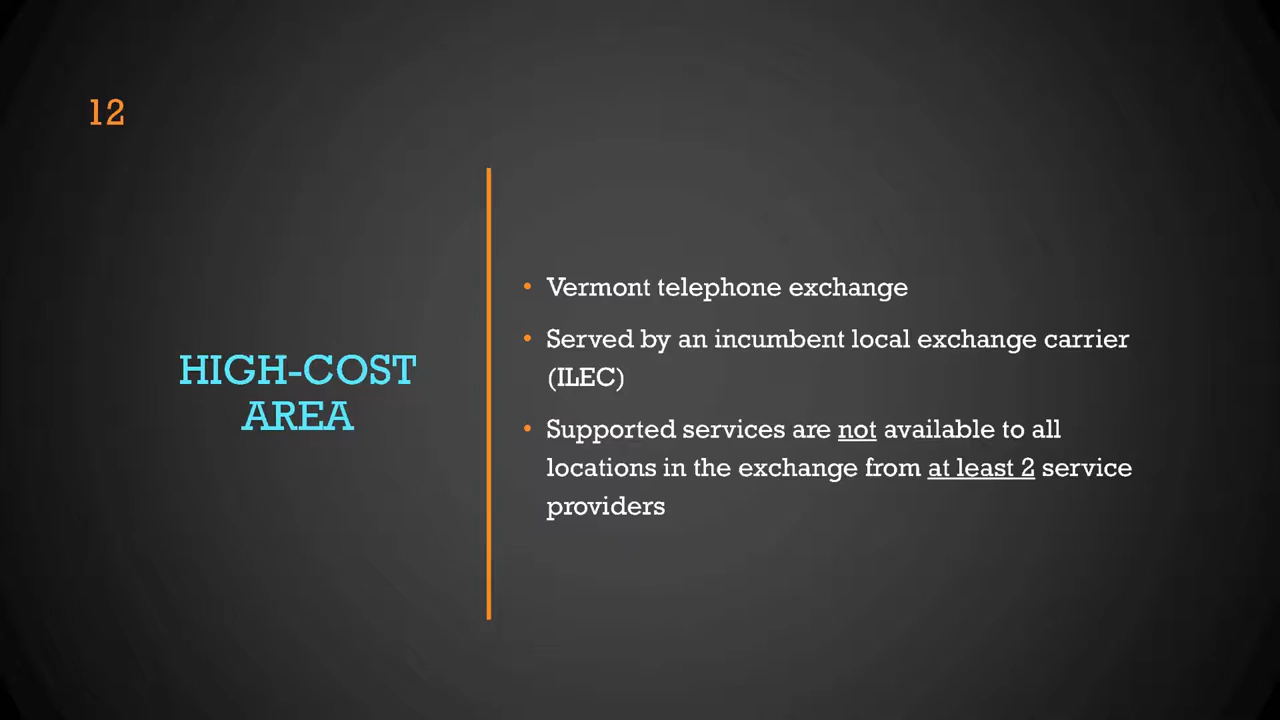 12
HIGH-COST
AREA
• Vermont telephone exchange
• Served by an incumbent local exchange carrier
(ILEC)
• Supported services are not available to all
locations in the exchange from at least 2 service
providers